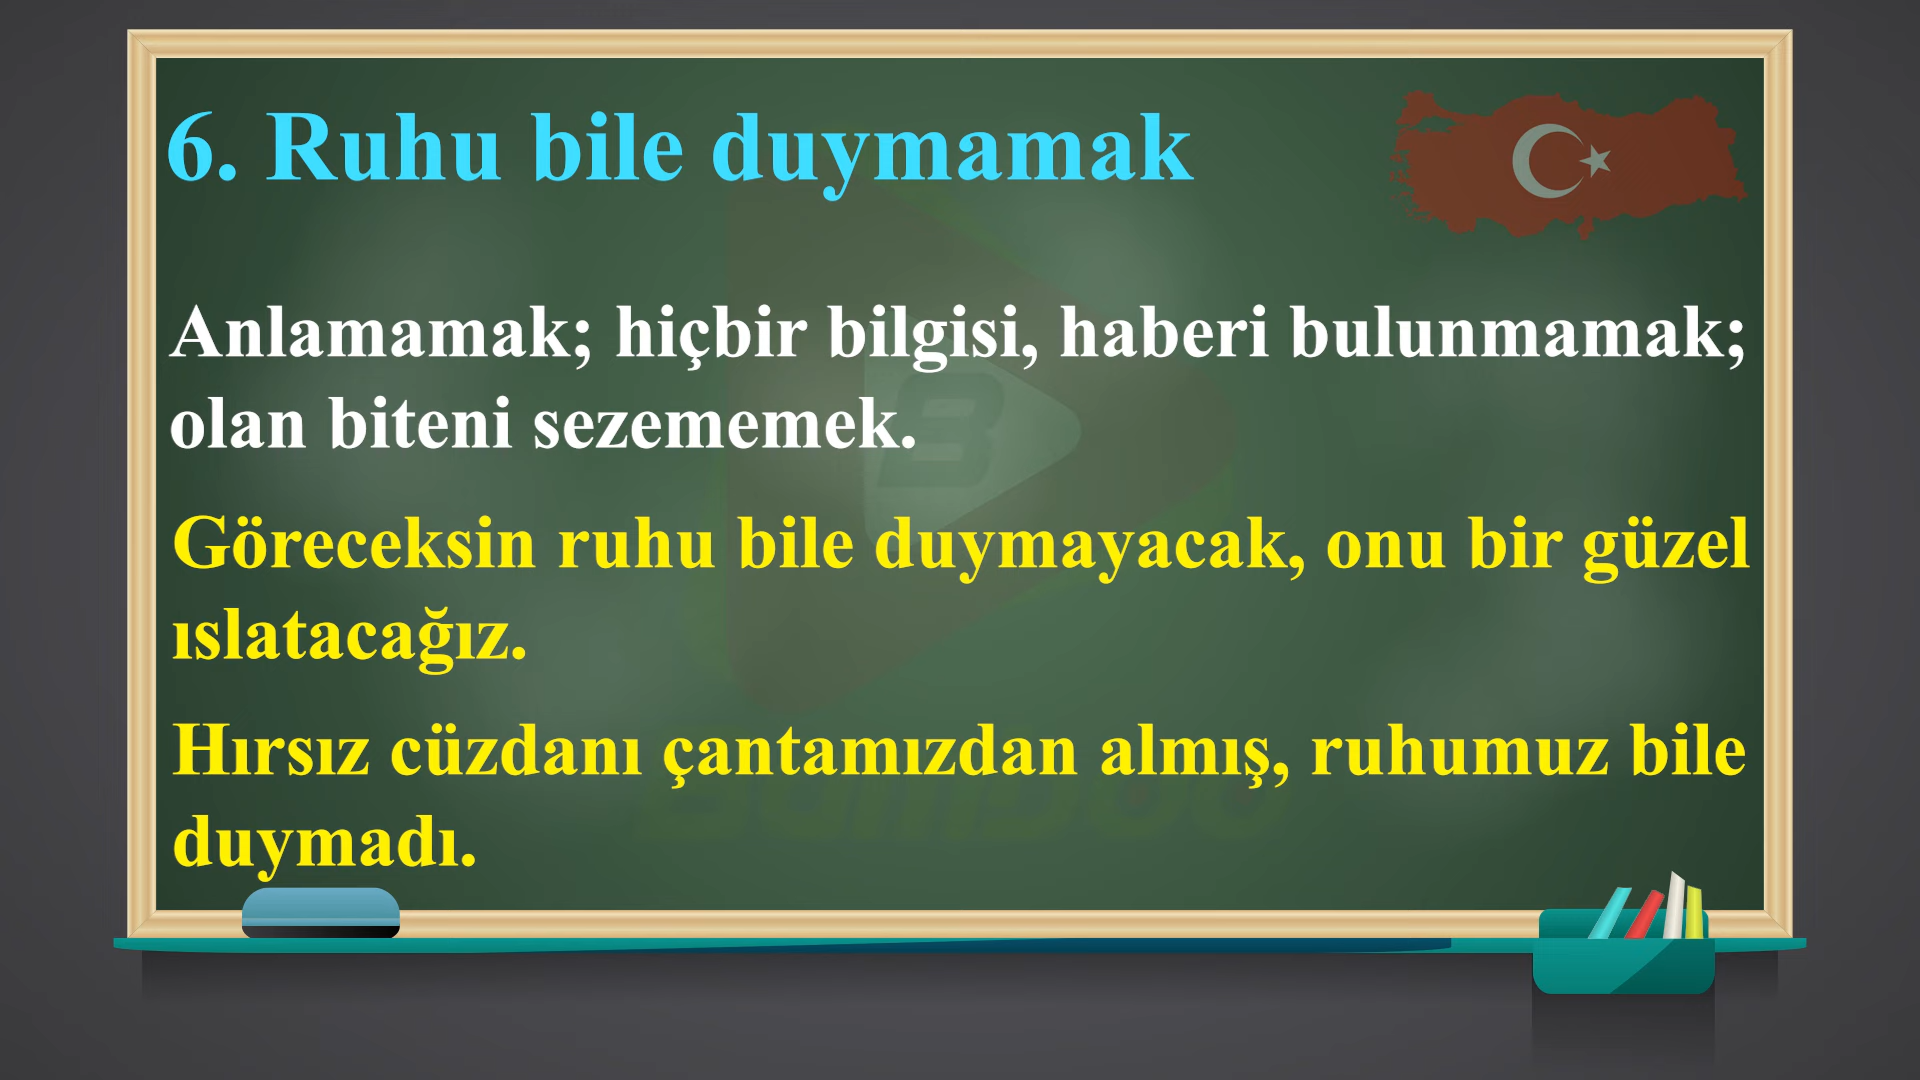 6. Ruhu bile duymamak
Anlamamak; hiçbir bilgisi, haberi bulunmamak;
olan biteni sezememek.
Göreceksin ruhu bile duymayacak, onu bir güzel
ıslatacağız.
Hırsız cüzdanı çantamızdan almış, ruhumuz bile
duymadı.